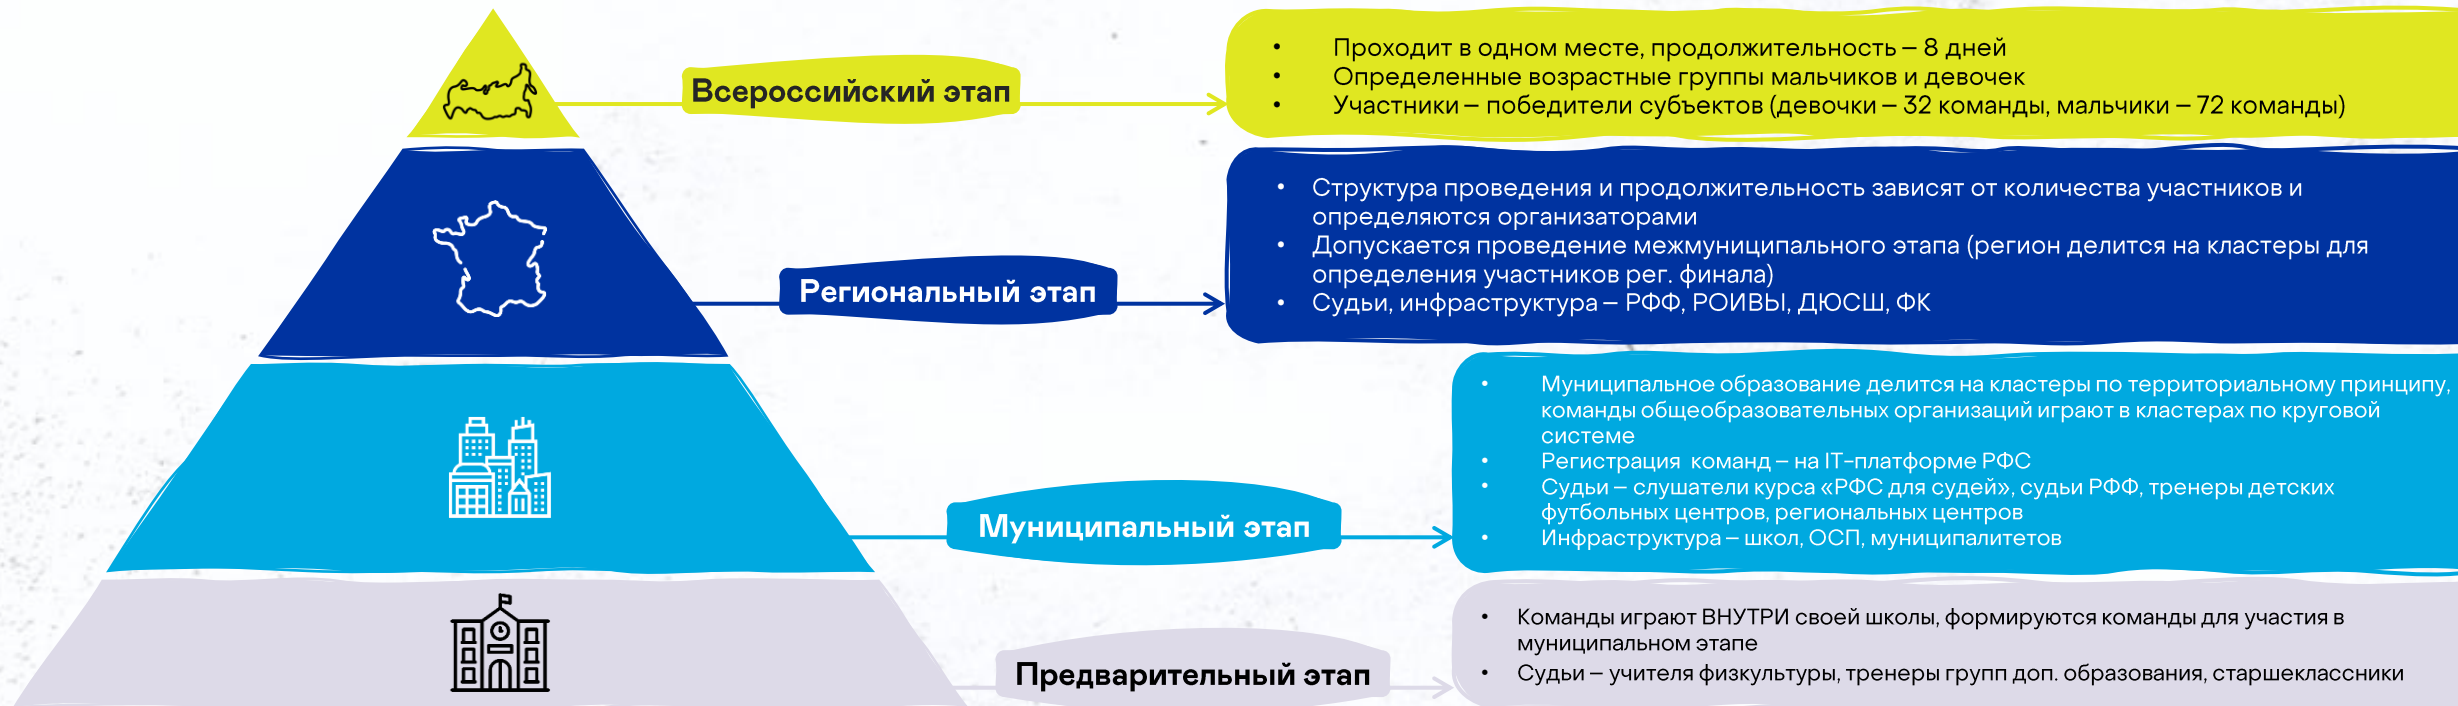 Всероссийский этап
• Проходит в одном месте, продолжительность – 8 дней
• Определенные возрастные группы мальчиков и девочек
• Участники – победители субъектов (девочки – 32 команды, мальчики – 72 команды)
Региональный этап
• Структура проведения и продолжительность зависят от количества участников и
определяются организаторами
• Допускается проведение межмуниципального этапа (регион делится на кластеры для
определения участников рег. финала)
• Судьи, инфраструктура – РФФ, РОИВЫ, ДЮСШ, ФК
Муниципальный этап
• Муниципальное образование делится на кластеры по территориальному принципу,
команды общеобразовательных организаций играют в кластерах по круговой
системе
• Регистрация команд – на IT-платформе РФС
• Судьи – слушатели курса «РФС для судей», судьи РФФ, тренеры детских
футбольных центров, региональных центров
• Инфраструктура – школ, ОСП, муниципалитетов
Предварительный этап
• Команды играют ВНУТРИ своей школы, формируются команды для участия в
муниципальном этапе
• Судьи – учителя физкультуры, тренеры групп доп. образования, старшеклассники